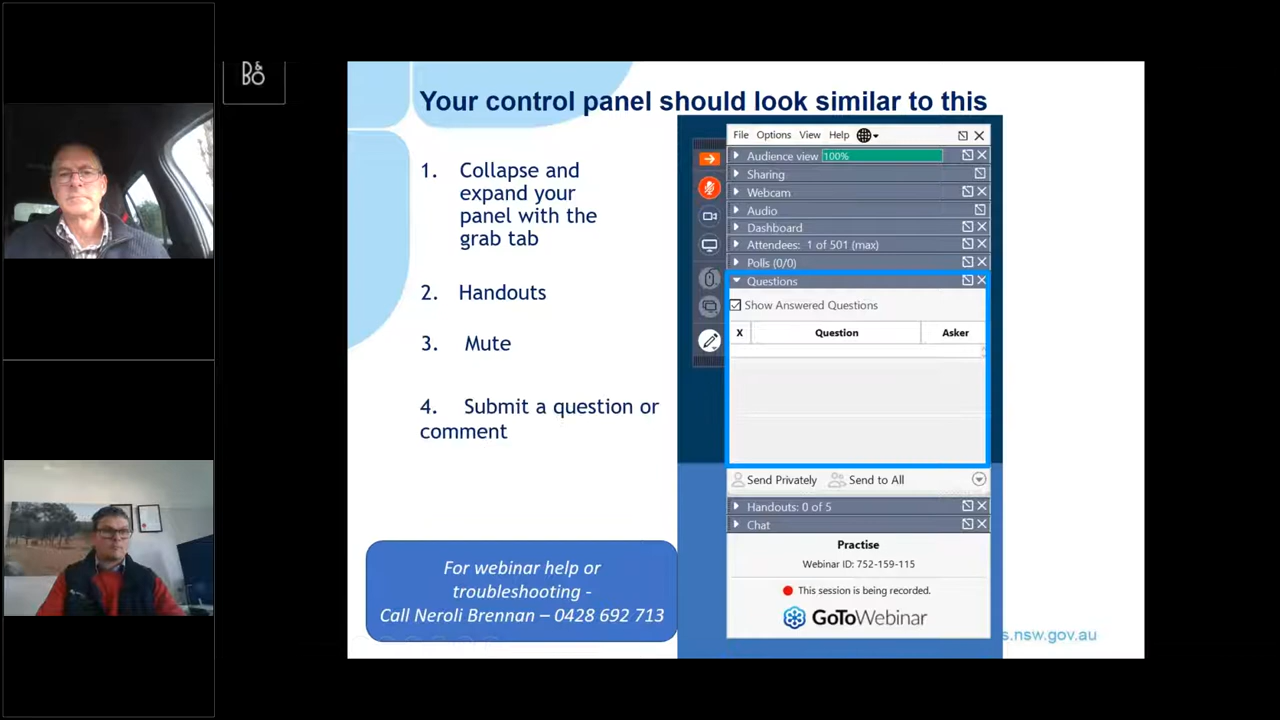 B&
BO
Your control panel should look similar to this
1. Collapse and
expand your
panel with the
grab tab
2. Handouts
3. Mute
4. Submit a question or
comment
For webinar help or
troubleshooting -
Call Neroli Brennan – 0428 692 713
File Options View Help
Audience view 100%
Sharing
Webcam
Audio
Dashboard
Attendees: 1 of 501 (max)
Polls (0/0)
Questions
Show Answered Questions
X Question Asker
Send Privately Send to All
Handouts: 0 of 5
Chat
Practise
Webinar ID: 752-159-115
This session is being recorded.
GoToWebinar
s.nsw.gov.au